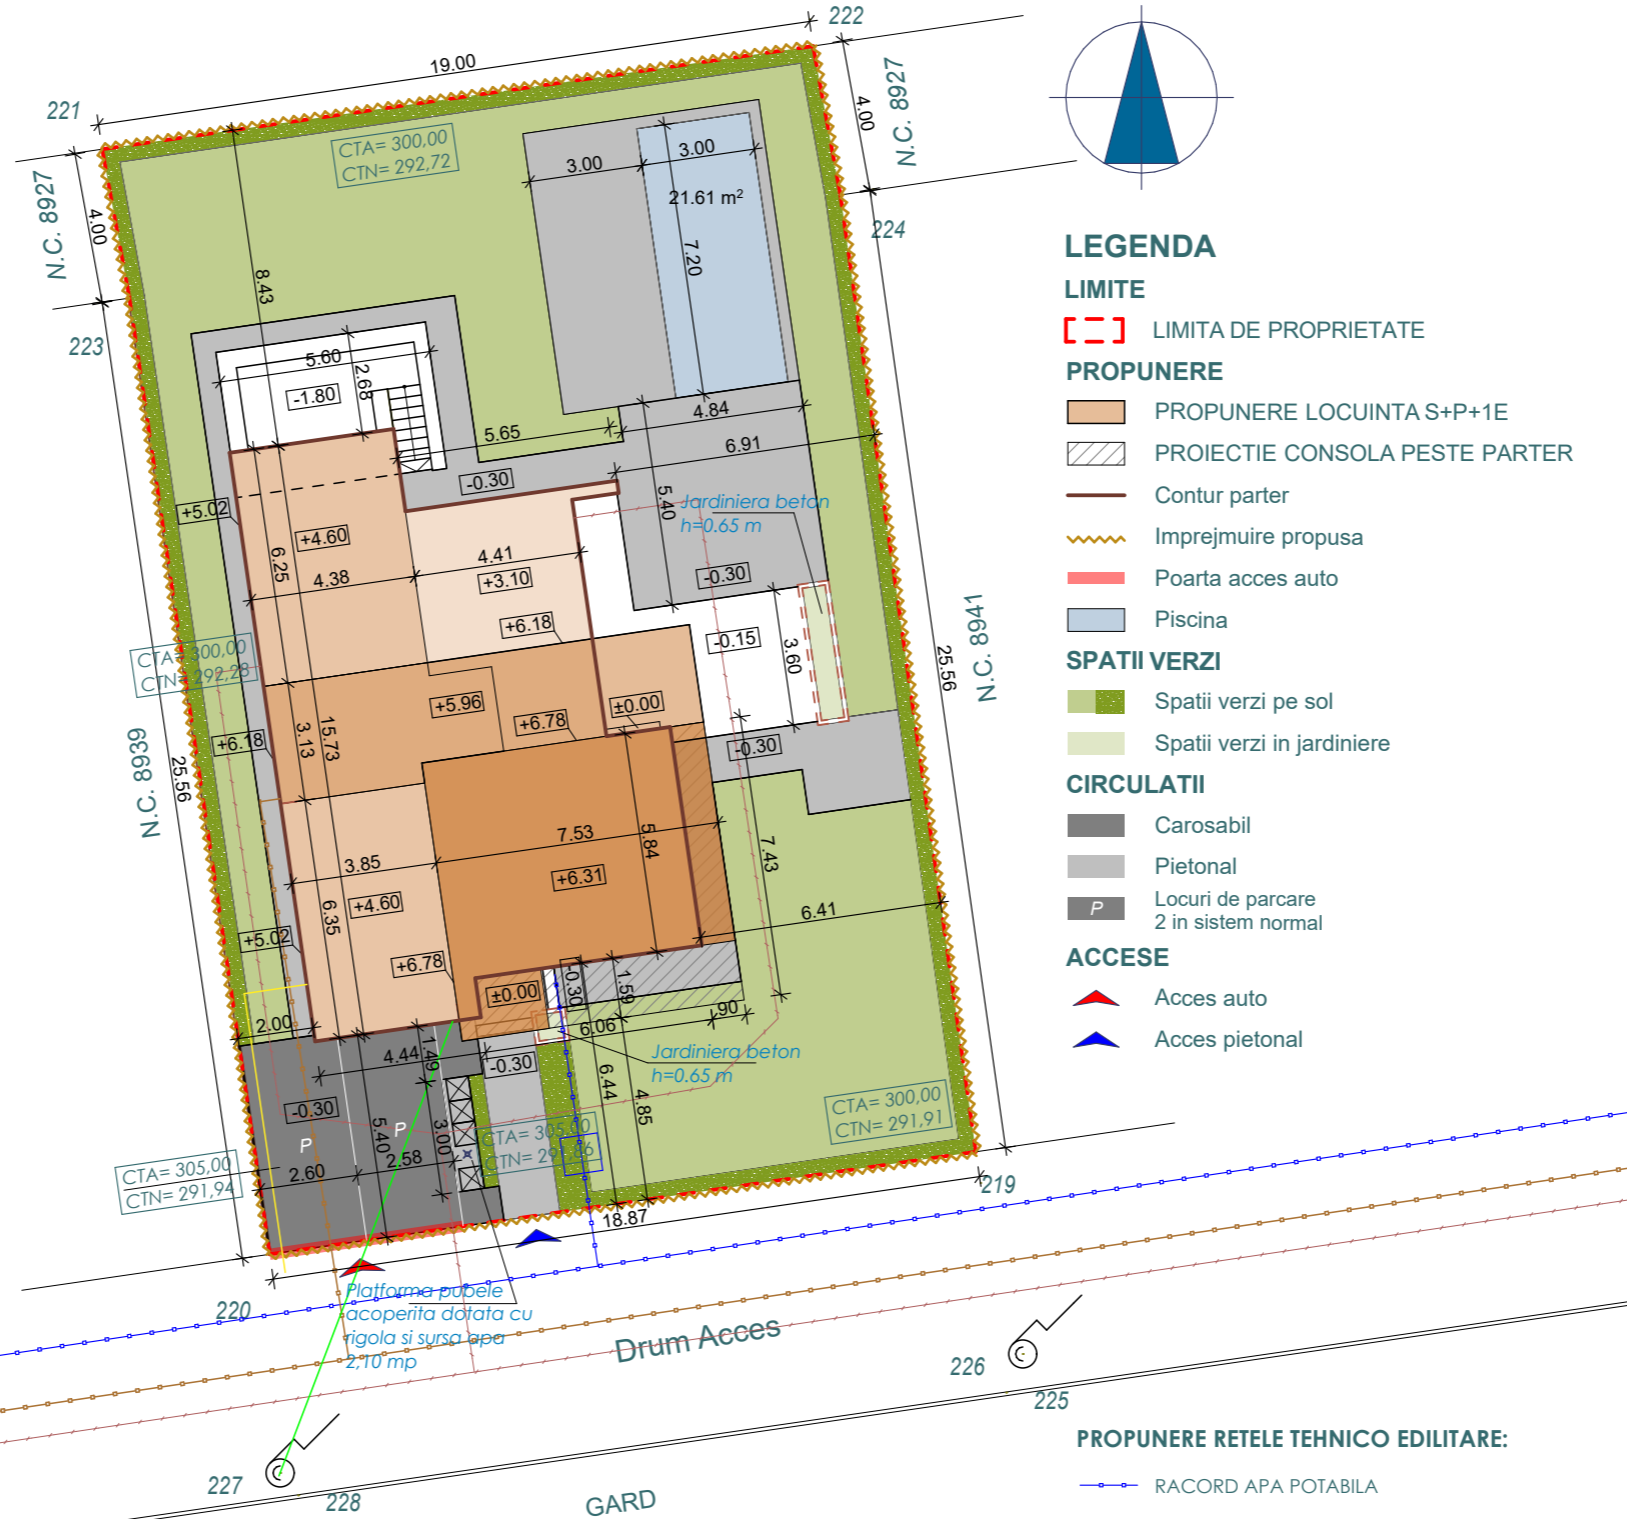 222
19.00
221
4.00
N.C. 8927
CTA= 300,00
CTN= 292,72
3.00
3.00
21.61 m²
N.C. 8927
4.00
224
8.43
7.20
223
5.60
2.68
-1.80
4.84
5.65
6.91
-0.30
5.40
Jardiniera beton
h=0.65 m
+5.02
+4.60
6.25
4.38
4.41
+3.10
-0.30
+6.18
-0.15
3.60
CTA= 300,00
CTN= 292,28
N.C. 8941
25.56
+5.96
+6.78
±0.00
3.13
15.73
+6.18
-0.30
N.C. 8939
25.56
7.53
5.84
7.43
3.85
+6.31
+4.60
6.35
6.41
+5.02
+6.78
±0.00
-0.30
1.59
2.00
6.06
.90
4.44
1.49
-0.30
Jardiniera beton
h=0.65 m
6.44
4.85
-0.30
P
P
5.40
3.00
CTA= 305,00
CTN= 291,86
CTA= 300,00
CTN= 291,91
CTA= 305,00
CTN= 291,94
2.60
2.58
219
18.87
220
Platforma pubele
acoperita dotata cu
rigola si sursa apa
2,10 mp
Drum Acces
226
225
227
228
GARD
LEGENDA
LIMITE
LIMITA DE PROPRIETATE
PROPUNERE
PROPUNERE LOCUINTA S+P+1E
PROIECTIE CONSOLA PESTE PARTER
Contur parter
Imprejmuire propusa
Poarta acces auto
Piscina
SPATII VERZI
Spatii verzi pe sol
Spatii verzi in jardiniere
CIRCULATII
Carosabil
Pietonal
P
Locuri de parcare
2 in sistem normal
ACCESE
Acces auto
Acces pietonal
PROPUNERE RETELE TEHNICO EDILITARE:
RACORD APA POTABILA